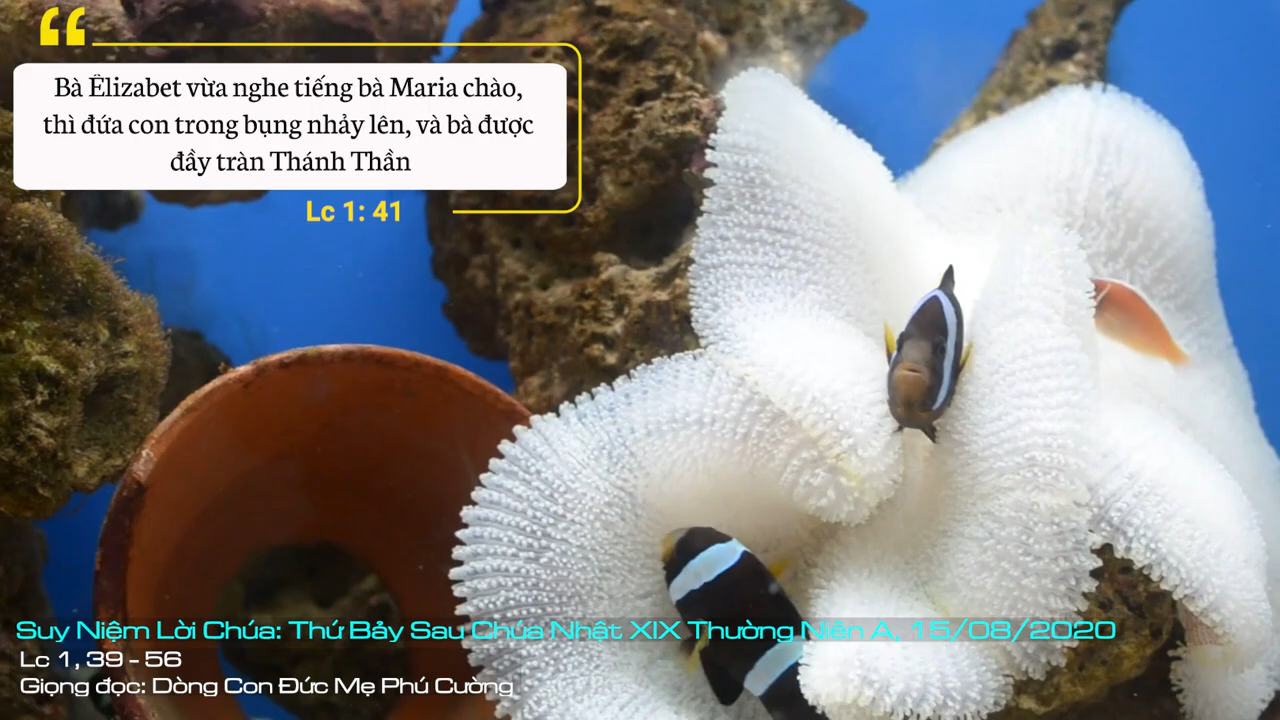 Bà Êlizabet vừa nghe tiếng bà Maria chào,
thì đứa con trong bụng nhảy lên, và bà được
đầy tràn Thánh Thần
Lc 1: 41
Suy Niệm Lời Chúa: Thứ Bảy Sau Chúa Nhật XIX Thường Niên A, 15/08/2020
Lc 1, 39 - 56
Giọng đọc: Dòng Con Đức Mẹ Phú Cường